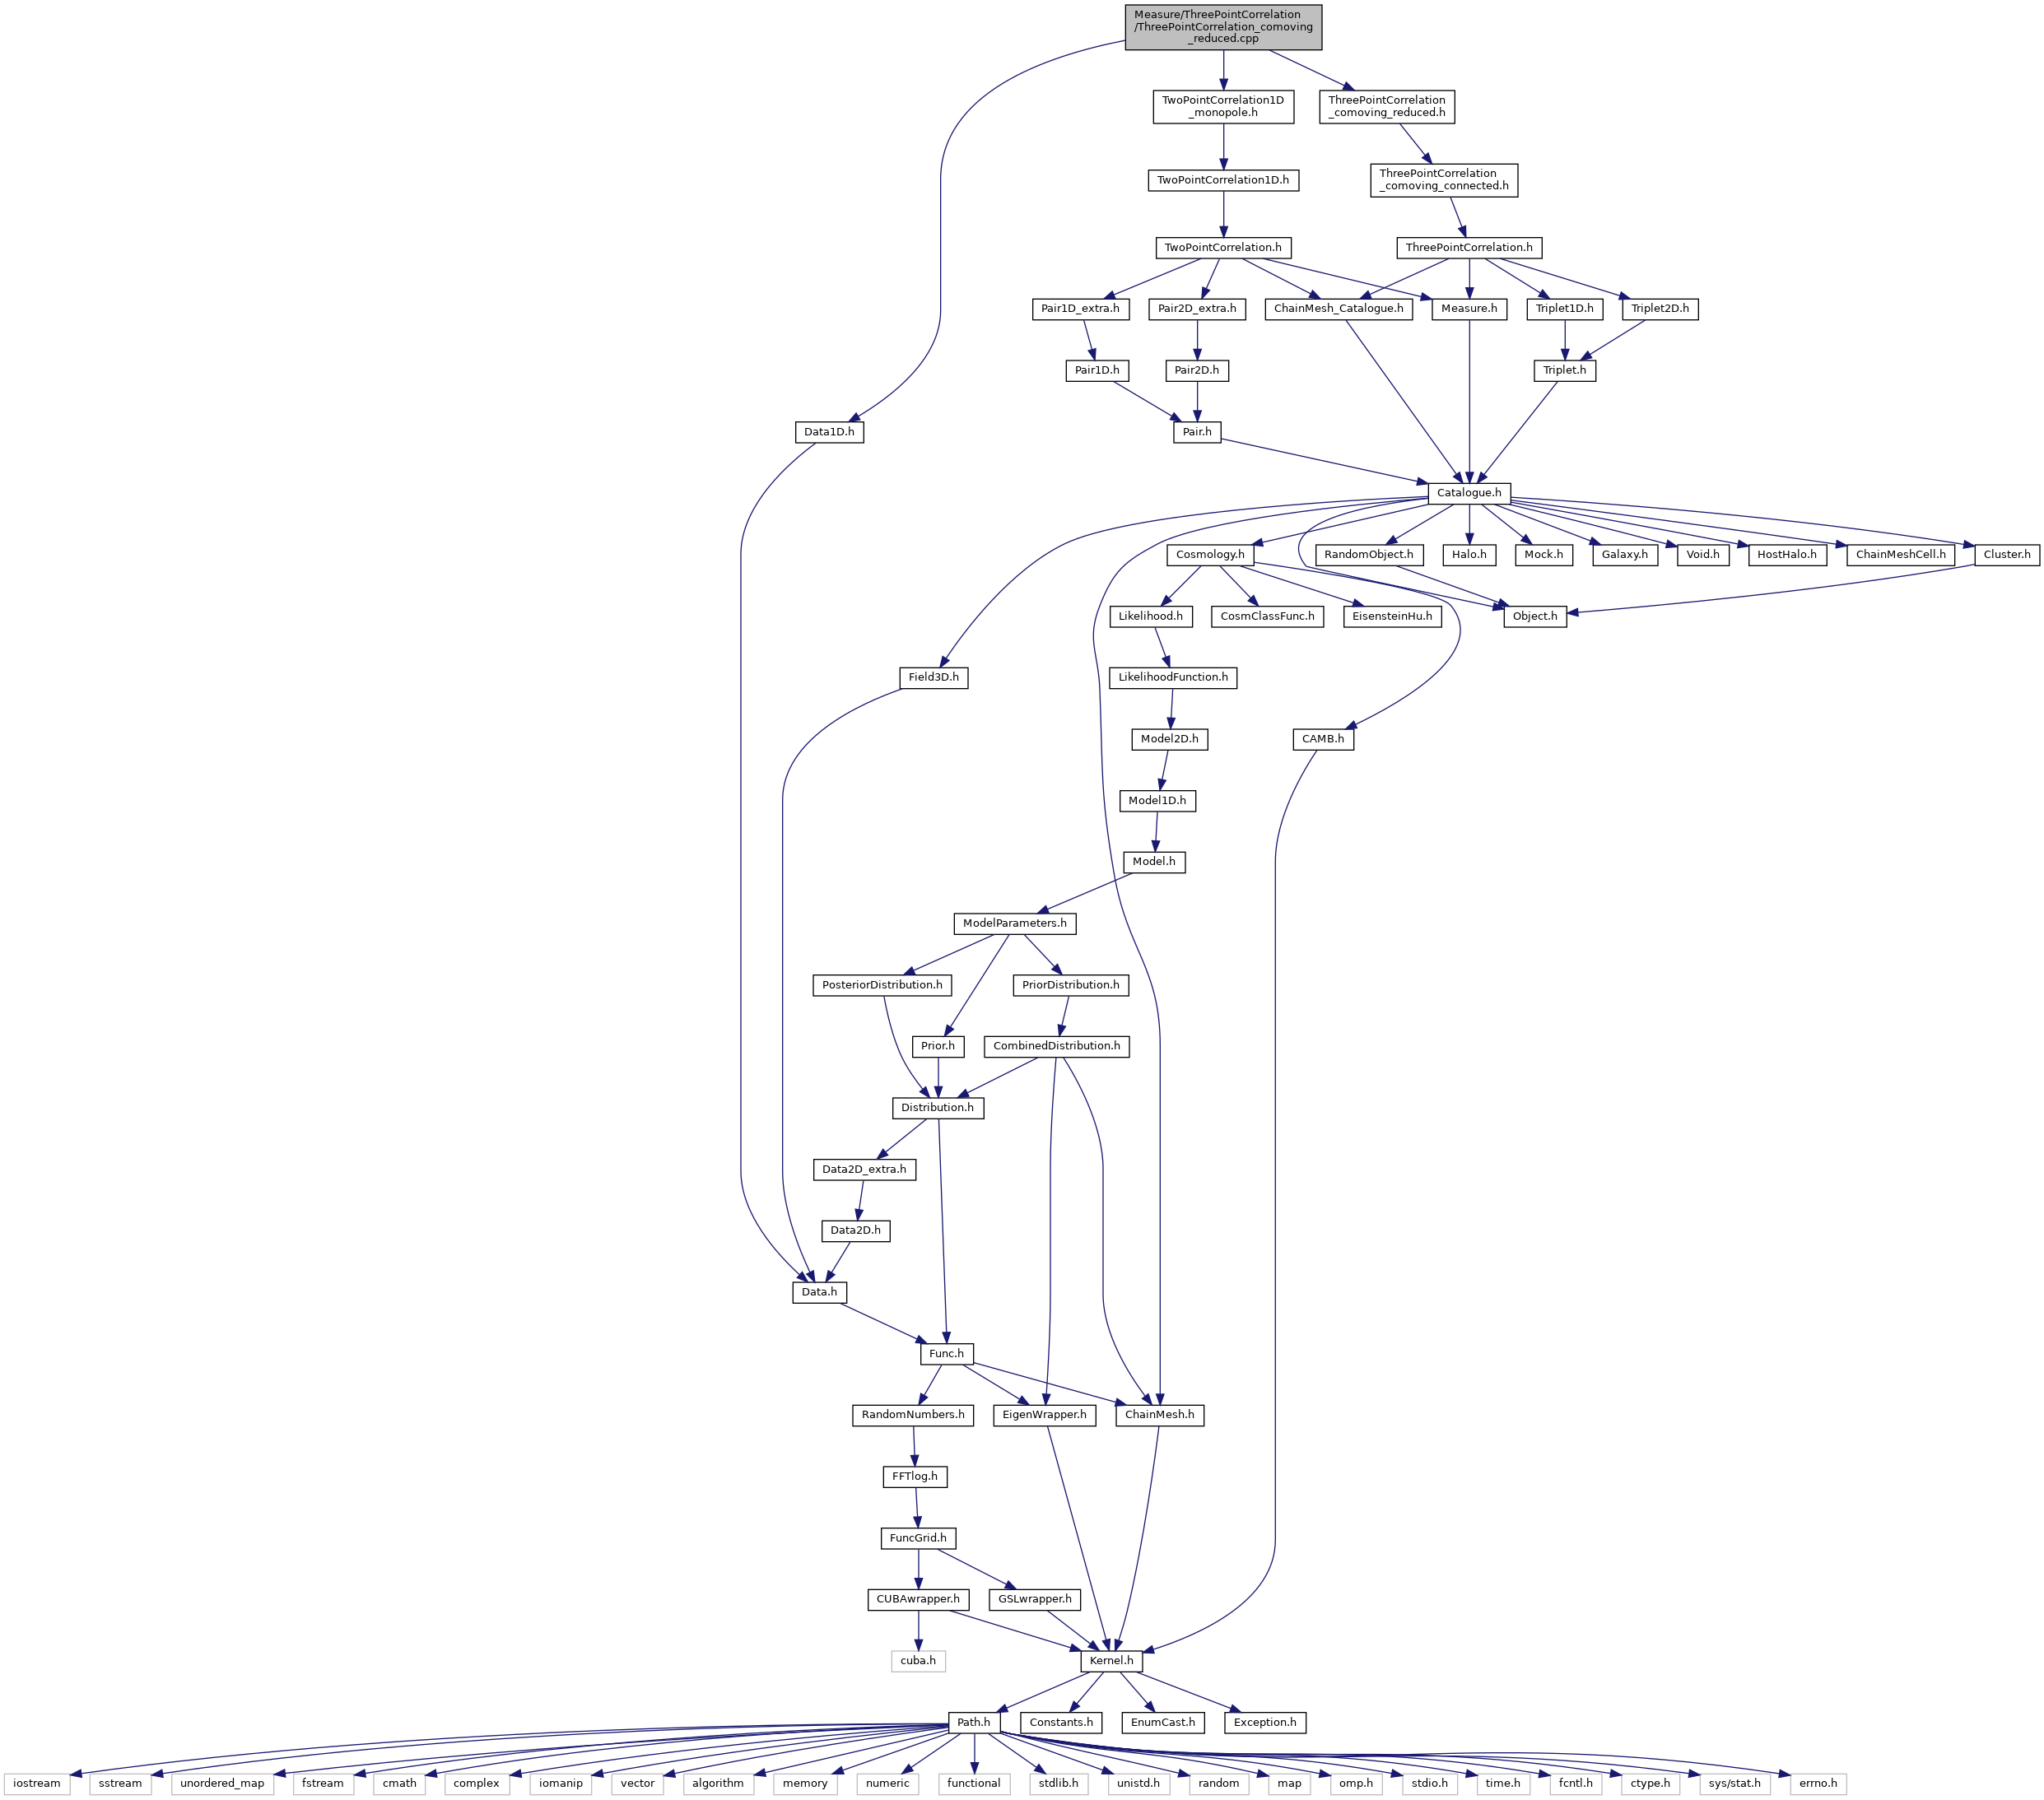 Measure/ThreePointCorrelation
/ThreePointCorrelation_comoving
_reduced.cpp
TwoPointCorrelation1D
_monopole.h
ThreePointCorrelation
_comoving_reduced.h
TwoPointCorrelation1D.h
ThreePointCorrelation
_comoving_connected.h
TwoPointCorrelation.h
ThreePointCorrelation.h
Pair1D_extra.h
Pair2D_extra.h
ChainMesh_Catalogue.h
Measure.h
Triplet1D.h
Triplet2D.h
Pair1D.h
Pair2D.h
Triplet.h
Data1D.h
Pair.h
Catalogue.h
Cosmology.h
RandomObject.h
Halo.h
Mock.h
Galaxy.h
Void.h
HostHalo.h
ChainMeshCell.h
Cluster.h
Likelihood.h
CosmClassFunc.h
EisensteinHu.h
Object.h
Field3D.h
LikelihoodFunction.h
Model2D.h
CAMB.h
Model1D.h
Model.h
ModelParameters.h
PosteriorDistribution.h
PriorDistribution.h
Prior.h
CombinedDistribution.h
Distribution.h
Data2D_extra.h
Data2D.h
Data.h
Func.h
RandomNumbers.h
EigenWrapper.h
ChainMesh.h
FFTlog.h
FuncGrid.h
CUBAwrapper.h
GSLwrapper.h
cuba.h
Kernel.h
Path.h
Constants.h
EnumCast.h
Exception.h
iostream
sstream
unordered_map
fstream
cmath
complex
iomanip
vector
algorithm
memory
numeric
functional
stdlib.h
unistd.h
random
map
omp.h
stdio.h
time.h
fcntl.h
ctype.h
sys/stat.h
errno.h